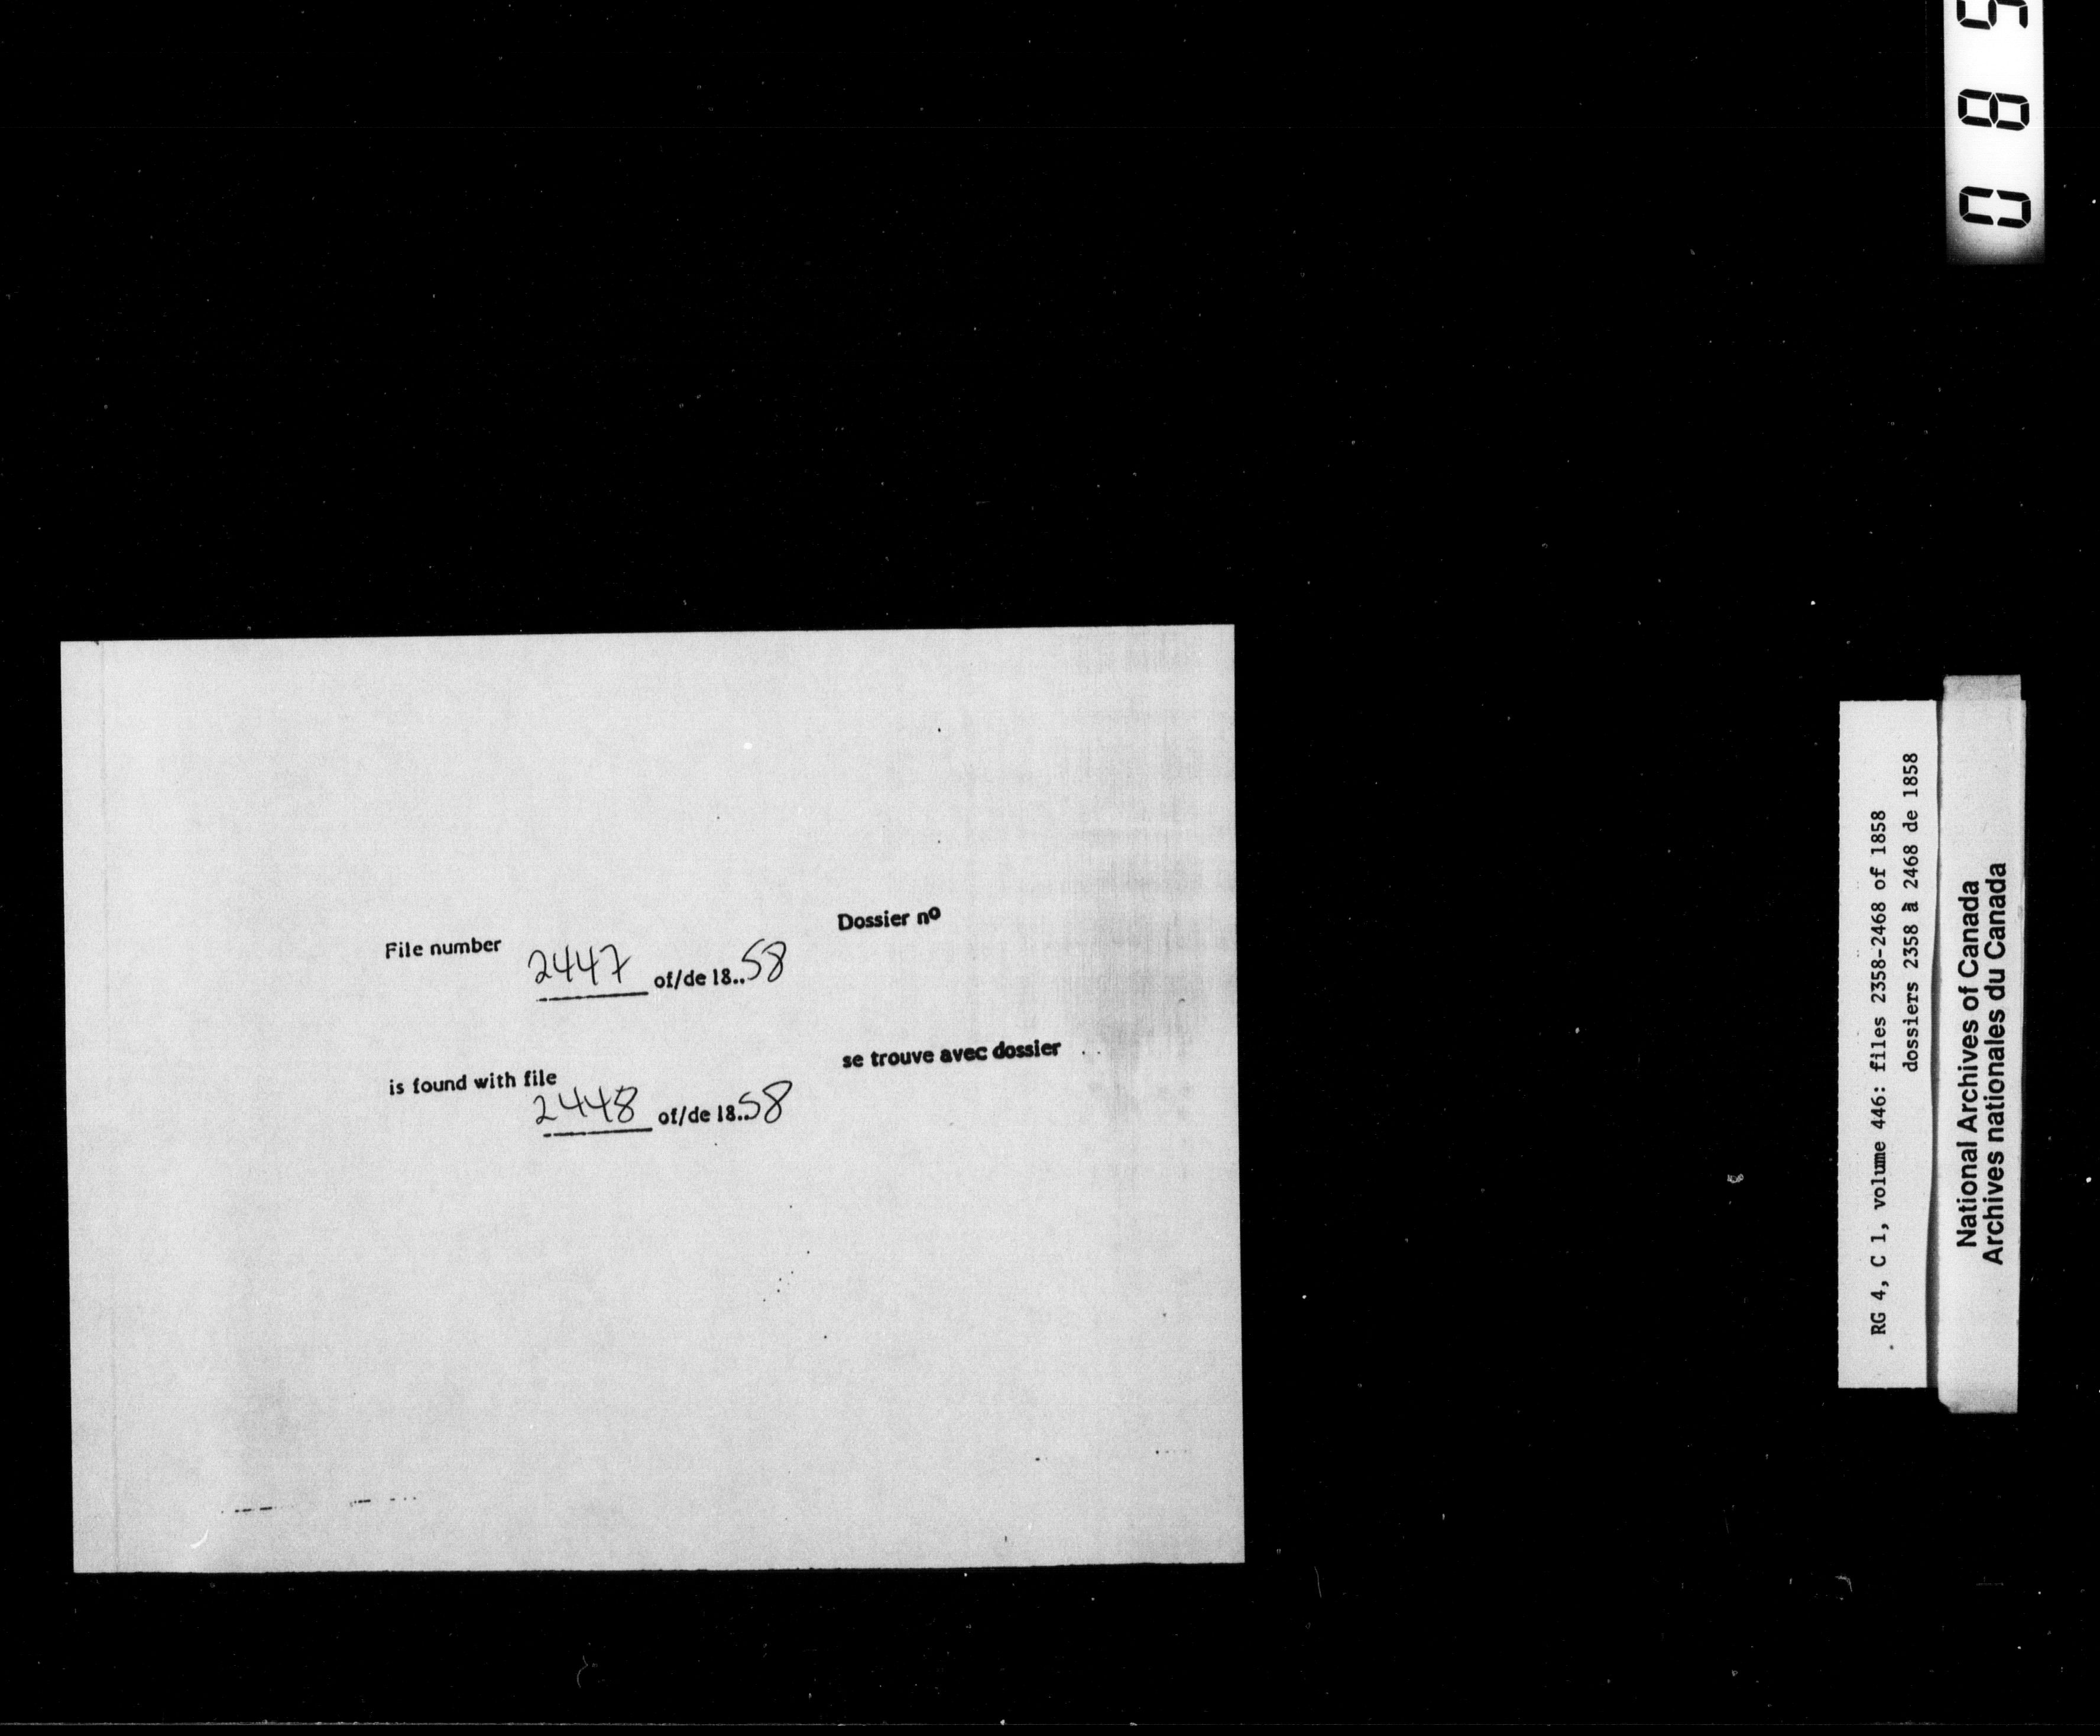 Dossier nº
File number
2447 of/de 18..58
se trouve avec dossier
is found with file
2448 of/de 18..58
RG 4, C 1, volume 446: files 2358-2468 of 1858
dossiers 2358 à 2468 de 1858
National Archives of Canada
Archives nationales du Canada
085